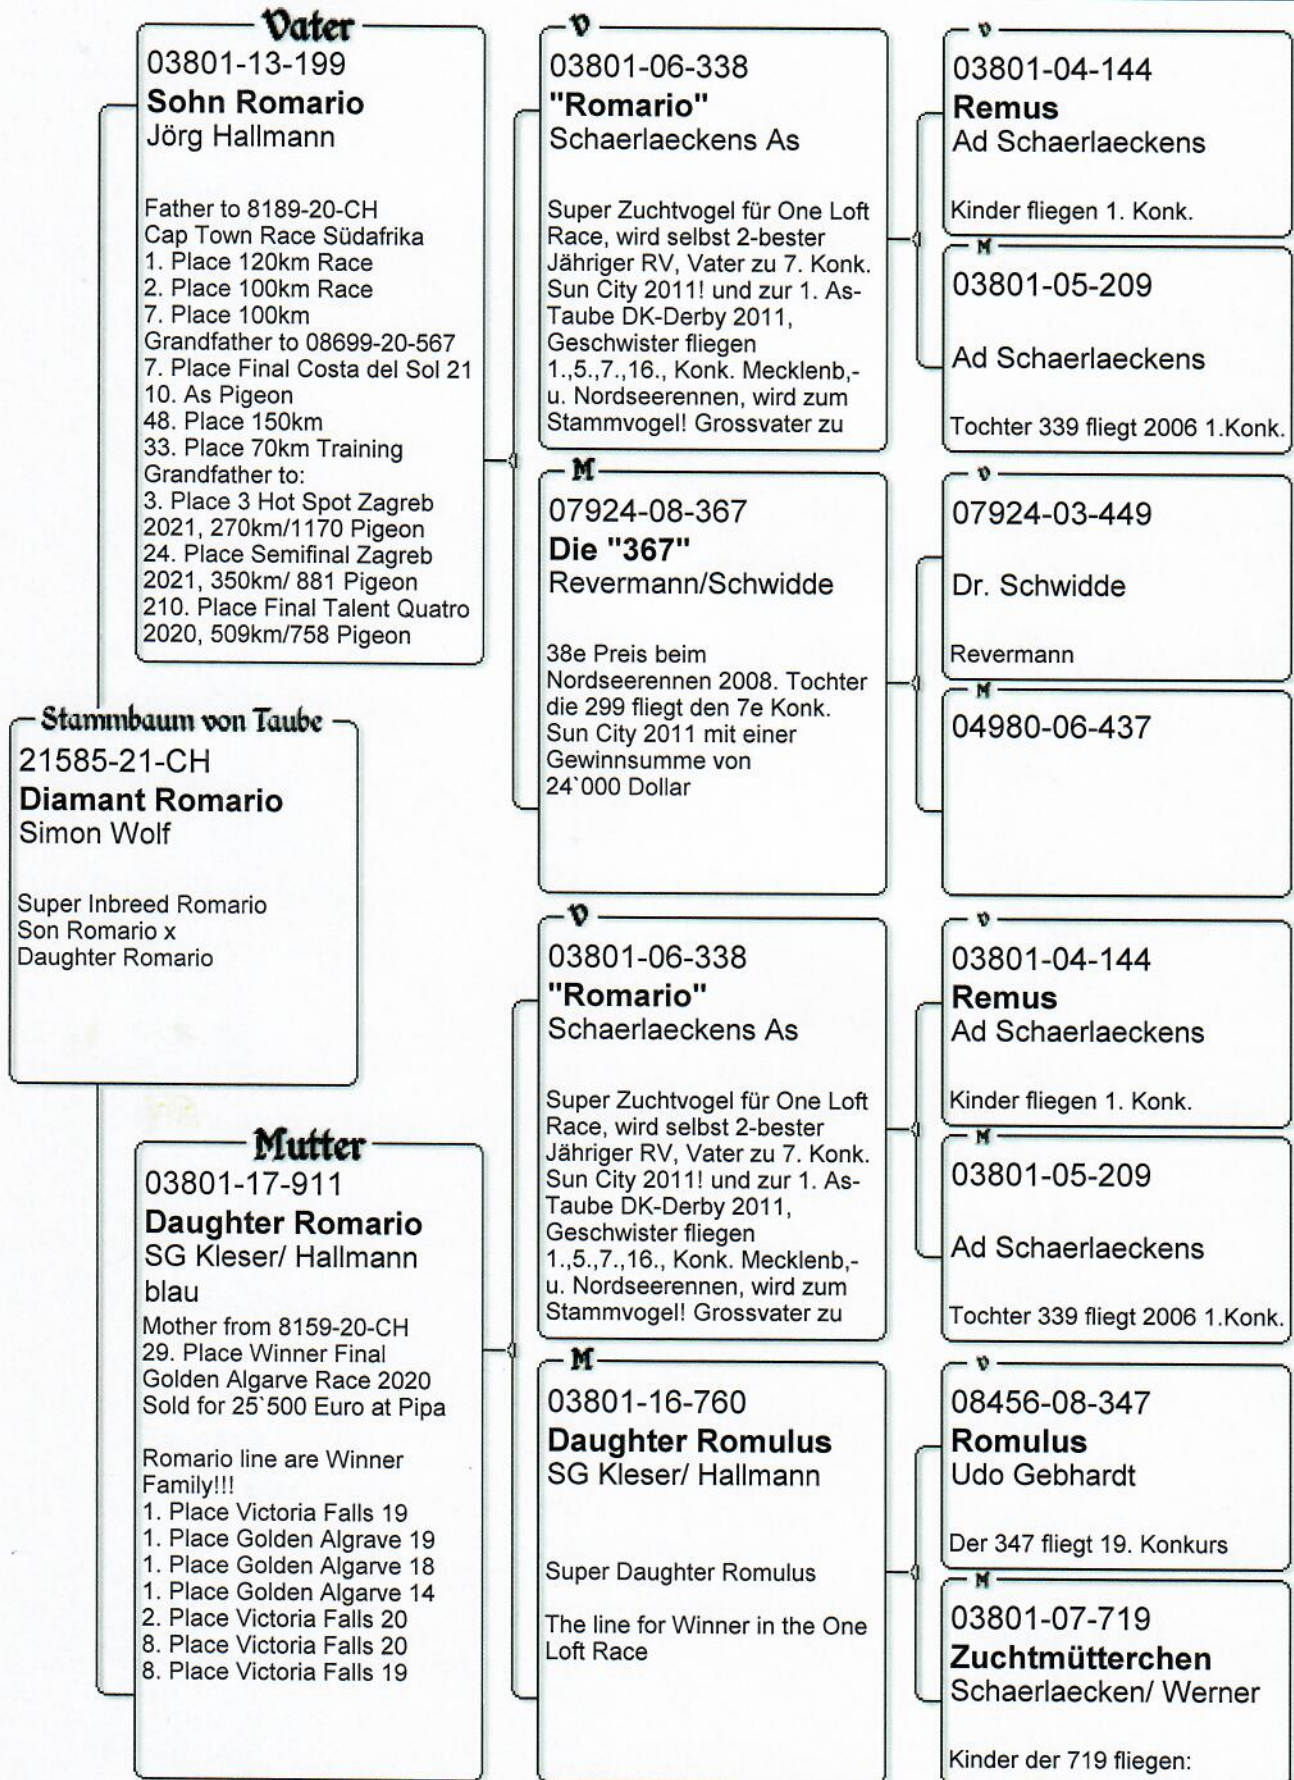 Vater
03801-13-199
Sohn Romario
Jörg Hallmann
Father to 8189-20-CH
Cap Town Race Südafrika
1. Place 120km Race
2. Place 100km Race
7. Place 100km
Grandfather to 08699-20-567
7. Place Final Costa del Sol 21
10. As Pigeon
48. Place 150km
33. Place 70km Training
Grandfather to:
3. Place 3 Hot Spot Zagreb
2021, 270km/1170 Pigeon
24. Place Semifinal Zagreb
2021, 350km/ 881 Pigeon
210. Place Final Talent Quatro
2020, 509km/758 Pigeon
Stammbaum von Taube
21585-21-CH
Diamant Romario
Simon Wolf
Super Inbreed Romario
Son Romario x
Daughter Romario
Mutter
03801-17-911
Daughter Romario
SG Kleser/ Hallmann
blau
Mother from 8159-20-CH
29. Place Winner Final
Golden Algarve Race 2020
Sold for 25`500 Euro at Pipa
Romario line are Winner
Family!!!
1. Place Victoria Falls 19
1. Place Golden Algrave 19
1. Place Golden Algarve 18
1. Place Golden Algarve 14
2. Place Victoria Falls 20
8. Place Victoria Falls 20
8. Place Victoria Falls 19
V
03801-06-338
"Romario"
Schaerlaeckens As
Super Zuchtvogel für One Loft
Race, wird selbst 2-bester
Jähriger RV, Vater zu 7. Konk.
Sun City 2011! und zur 1. As-
Taube DK-Derby 2011,
Geschwister fliegen
1.,5.,7.,16., Konk. Mecklenb,-
u. Nordseerennen, wird zum
Stammvogel! Grossvater zu
M
07924-08-367
Die "367"
Revermann/Schwidde
38e Preis beim
Nordseerennen 2008. Tochter
die 299 fliegt den 7e Konk.
Sun City 2011 mit einer
Gewinnsumme von
24`000 Dollar
V
03801-06-338
"Romario"
Schaerlaeckens As
Super Zuchtvogel für One Loft
Race, wird selbst 2-bester
Jähriger RV, Vater zu 7. Konk.
Sun City 2011! und zur 1. As-
Taube DK-Derby 2011,
Geschwister fliegen
1.,5.,7.,16., Konk. Mecklenb,-
u. Nordseerennen, wird zum
Stammvogel! Grossvater zu
M
03801-16-760
Daughter Romulus
SG Kleser/ Hallmann
Super Daughter Romulus
The line for Winner in the One
Loft Race
V
03801-04-144
Remus
Ad Schaerlaeckens
Kinder fliegen 1. Konk.
M
03801-05-209
Ad Schaerlaeckens
Tochter 339 fliegt 2006 1.Konk.
V
07924-03-449
Dr. Schwidde
Revermann
M
04980-06-437
V
03801-04-144
Remus
Ad Schaerlaeckens
Kinder fliegen 1. Konk.
M
03801-05-209
Ad Schaerlaeckens
Tochter 339 fliegt 2006 1.Konk.
V
08456-08-347
Romulus
Udo Gebhardt
Der 347 fliegt 19. Konkurs
M
03801-07-719
Zuchtmütterchen
Schaerlaecken/ Werner
Kinder der 719 fliegen: